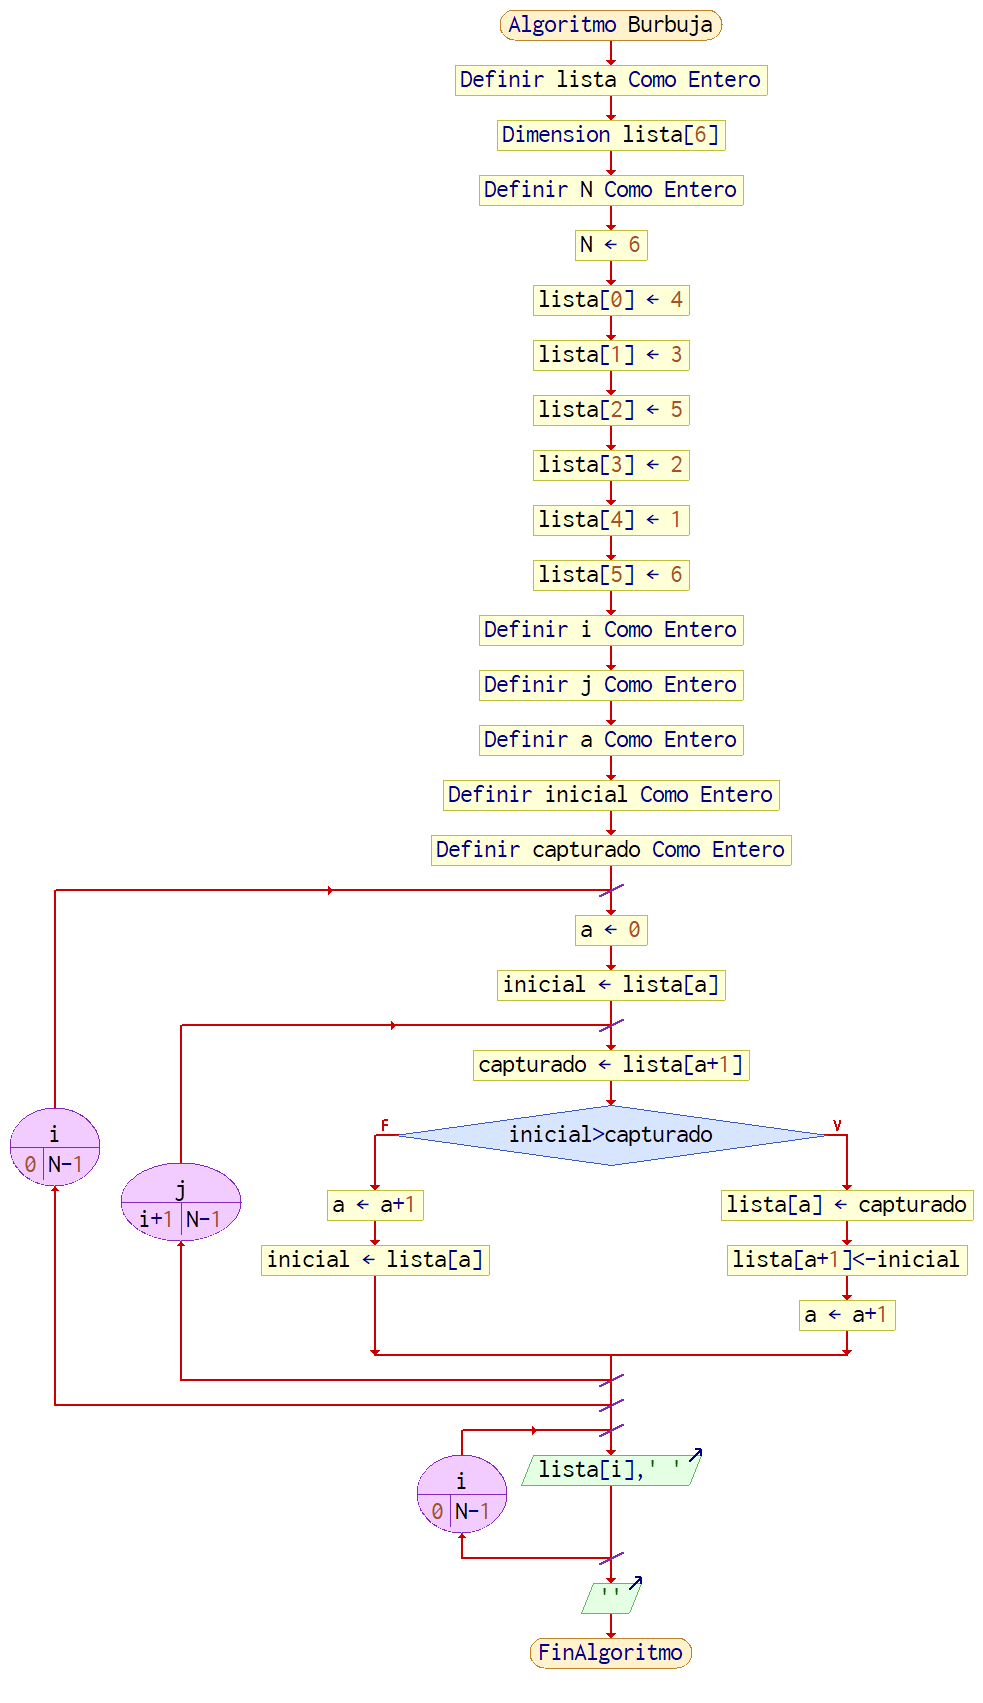 Algoritmo Burbuja
Definir lista Como Entero
Dimension lista[6]
Definir N Como Entero
N ← 6
lista[0] ← 4
lista[1] ← 3
lista[2] ← 5
lista[3] ← 2
lista[4] ← 1
lista[5] ← 6
Definir i Como Entero
Definir j Como Entero
Definir a Como Entero
Definir inicial Como Entero
Definir capturado Como Entero
i
0 N-1
a ← 0
inicial ← lista[a]
j
i+1 N-1
capturado ← lista[a+1]
inicial>capturado
F
V
a ← a+1
inicial ← lista[a]
lista[a] ← capturado
lista[a+1]<-inicial
a ← a+1
i
0 N-1
lista[i],' '
''
FinAlgoritmo